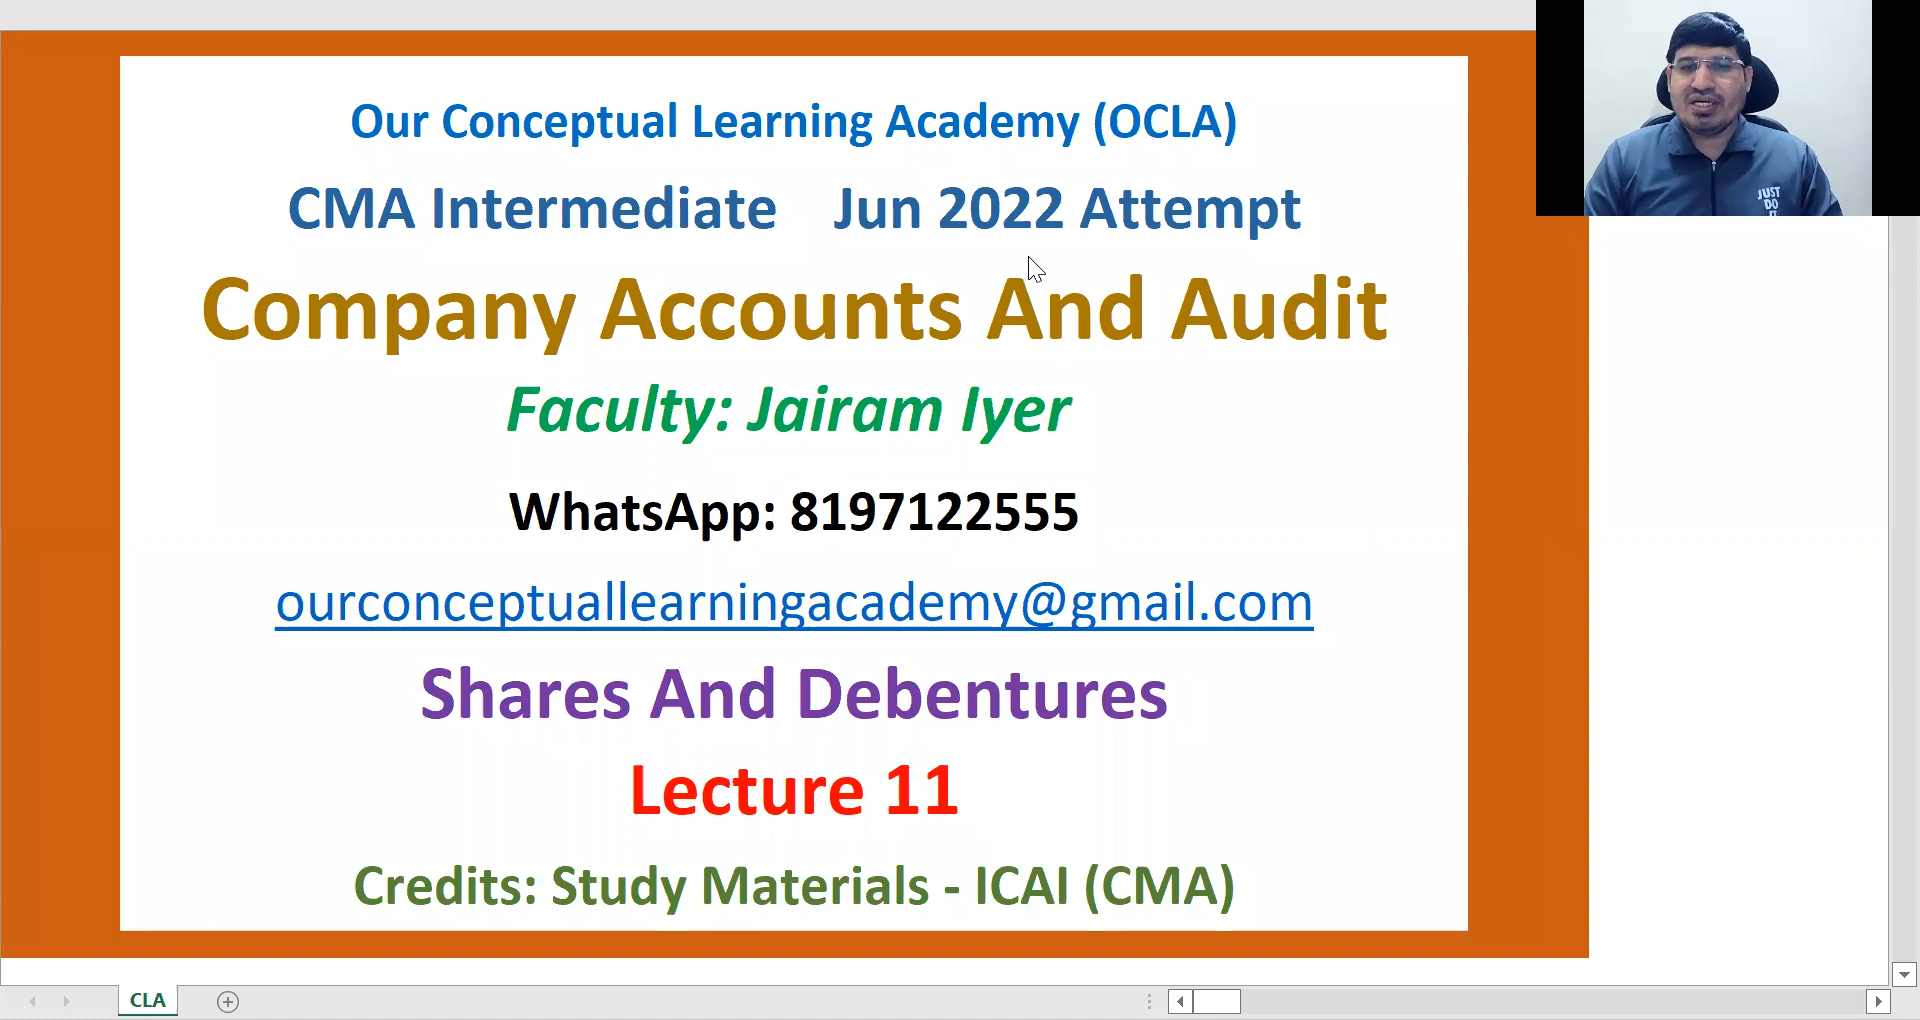 Our Conceptual Learning Academy (OCLA)
CMA Intermediate Jun 2022 Attempt
Company Accounts And Audit
Faculty: Jairam Iyer
WhatsApp: 8197122555
ourconceptuallearningacademy@gmail.com
Shares And Debentures
Lecture 11
Credits: Study Materials - ICAI (CMA)
JUST
DO
IT
CLA